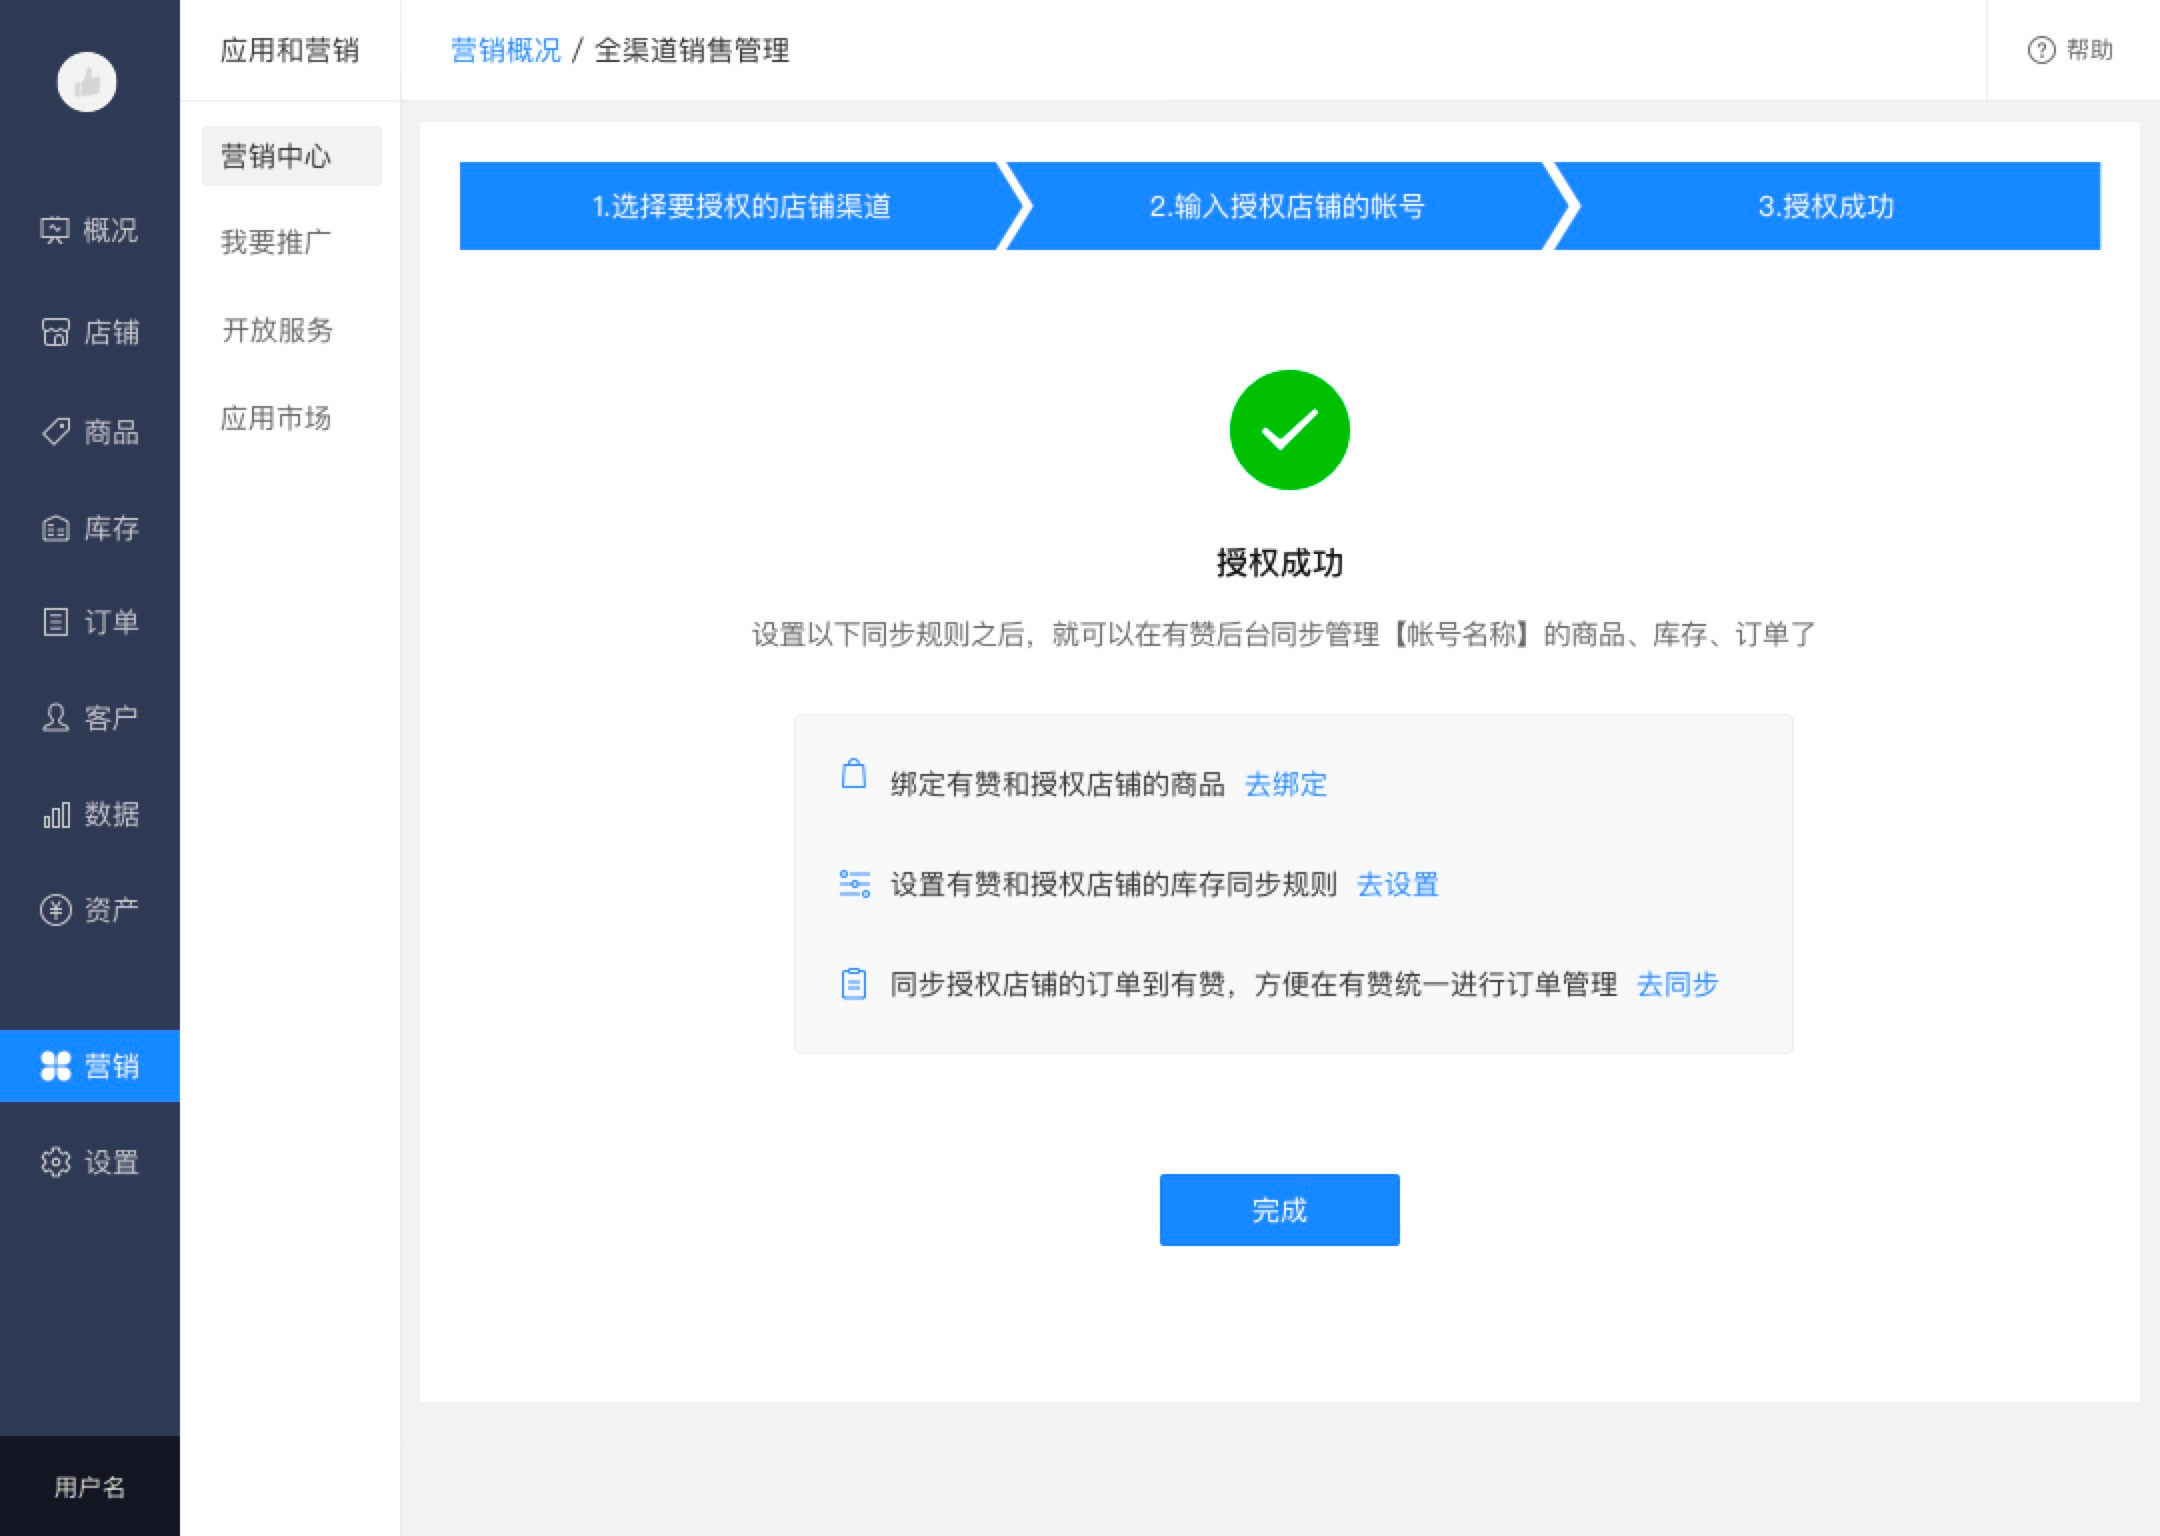 应用和营销
营销概况 / 全渠道销售管理
帮助
概况
店铺
商品
库存
订单
客户
数据
资产
营销
设置
用户名
营销中心
我要推广
开放服务
应用市场
1.选择要授权的店铺渠道
2.输入授权店铺的帐号
3.授权成功
授权成功
设置以下同步规则之后，就可以在有赞后台同步管理【帐号名称】的商品、库存、订单了
绑定有赞和授权店铺的商品 去绑定
设置有赞和授权店铺的库存同步规则 去设置
同步授权店铺的订单到有赞，方便在有赞统一进行订单管理 去同步
完成